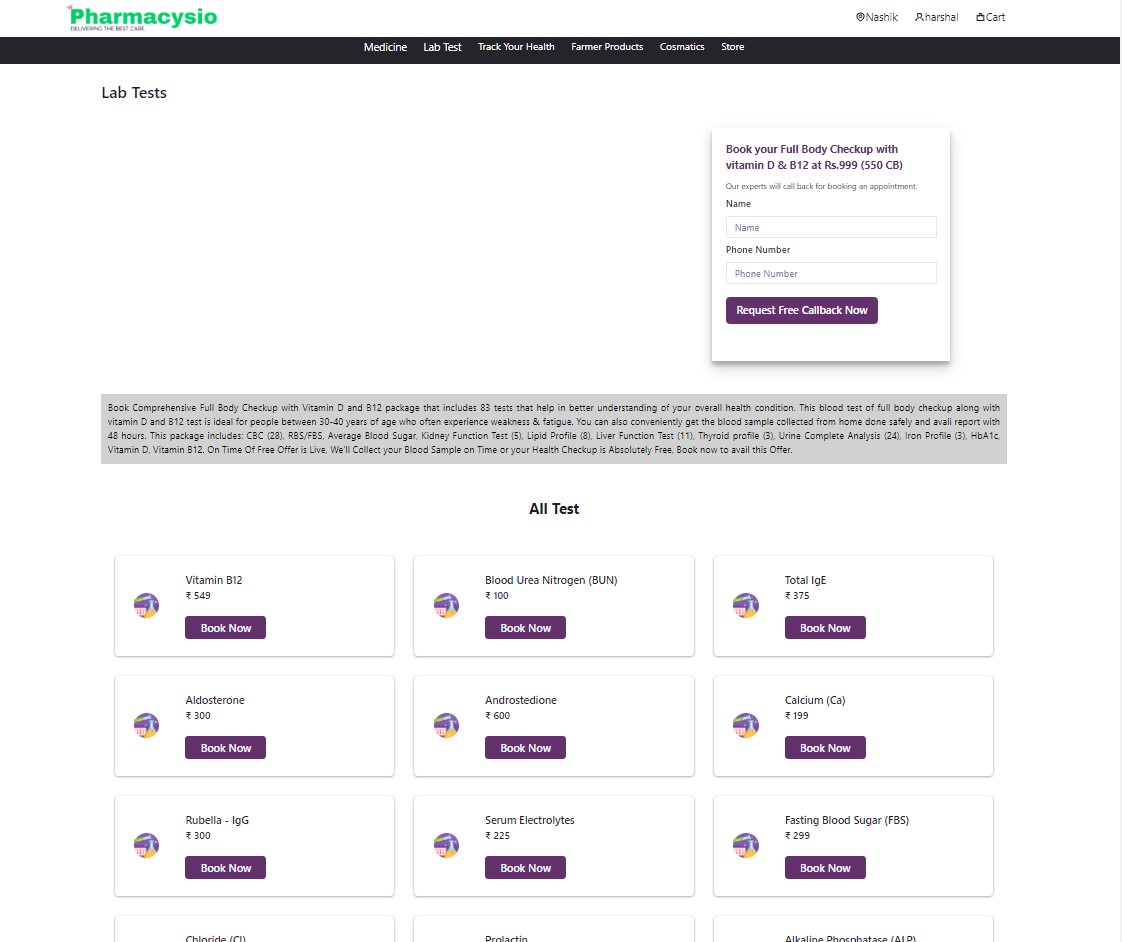 Pharmacysio
DELIVERING THE BEST CARE
Nashik harshal Cart
Medicine Lab Test Track Your Health Farmer Products Cosmatics Store
Lab Tests
Book your Full Body Checkup with
vitamin D & B12 at Rs.999 (550 CB)
Our experts will call back for booking an appointment.
Name
Name
Phone Number
Phone Number
Request Free Callback Now
Book Comprehensive Full Body Checkup with Vitamin D and B12 package that includes 83 tests that help in better understanding of your overall health condition. This blood test of full body checkup along with
vitamin D and B12 test is ideal for people between 30-40 years of age who often experience weakness & fatigue. You can also conveniently get the blood sample collected from home done safely and avali report with
48 hours. This package includes: CBC (28), RBS/FBS, Average Blood Sugar, Kidney Function Test (5), Lipid Profile (8), Liver Function Test (11), Thyroid profile (3), Urine Complete Analysis (24), Iron Profile (3), HbA1c,
Vitamin D, Vitamin B12. On Time Of Free Offer is Live, We'll Collect your Blood Sample on Time or your Health Checkup is Absolutely Free, Book now to avail this Offer.
All Test
Vitamin B12
₹ 549
Book Now
Blood Urea Nitrogen (BUN)
₹ 100
Book Now
Total IgE
₹ 375
Book Now
Aldosterone
₹ 300
Book Now
Androstedione
₹ 600
Book Now
Calcium (Ca)
₹ 199
Book Now
Rubella - IgG
₹ 300
Book Now
Serum Electrolytes
₹ 225
Book Now
Fasting Blood Sugar (FBS)
₹ 299
Book Now
Chloride (Cl)
Prolactin
Alkaline Phosphatase (ALP)